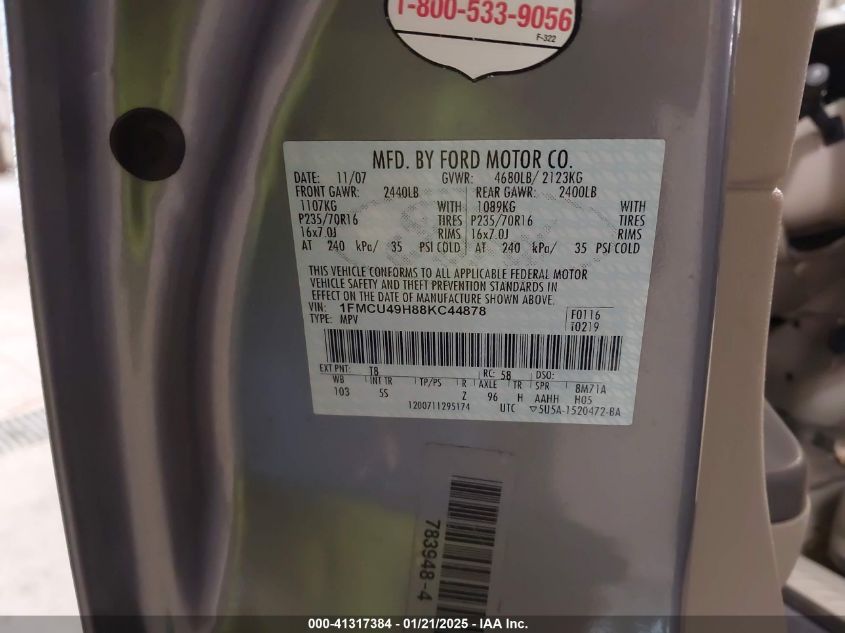 1-800-533-9056
F-322
MFD. BY FORD MOTOR CO.
DATE: 11/07 GVWR: 4680LB/ 2123KG
FRONT GAWR: 2440LB REAR GAWR: 2400LB
1107KG WITH 1089KG WITH
P235/70R16 TIRES P235/70R16 TIRES
16x7.0J RIMS 16x7.0J RIMS
AT 240 kPa/ 35 PSI COLD AT 240 kPa/ 35 PSI COLD
THIS VEHICLE CONFORMS TO ALL APPLICABLE FEDERAL MOTOR
VEHICLE SAFETY AND THEFT PREVENTION STANDARDS IN
EFFECT ON THE DATE OF MANUFACTURE SHOWN ABOVE.
VIN: 1FMCU49H88KC44878 F0116
TYPE: MPV T0219
EXT PNT: T8 RC: 58 DSO:
WB INT TR TP/PS R AXLE TR SPR BM71A
103 5S Z 96 H AAHH H05
1200711295174 UTC ▽5U5A-1520472-BA
783948-4
000-41317384 - 01/21/2025 - IAA Inc.